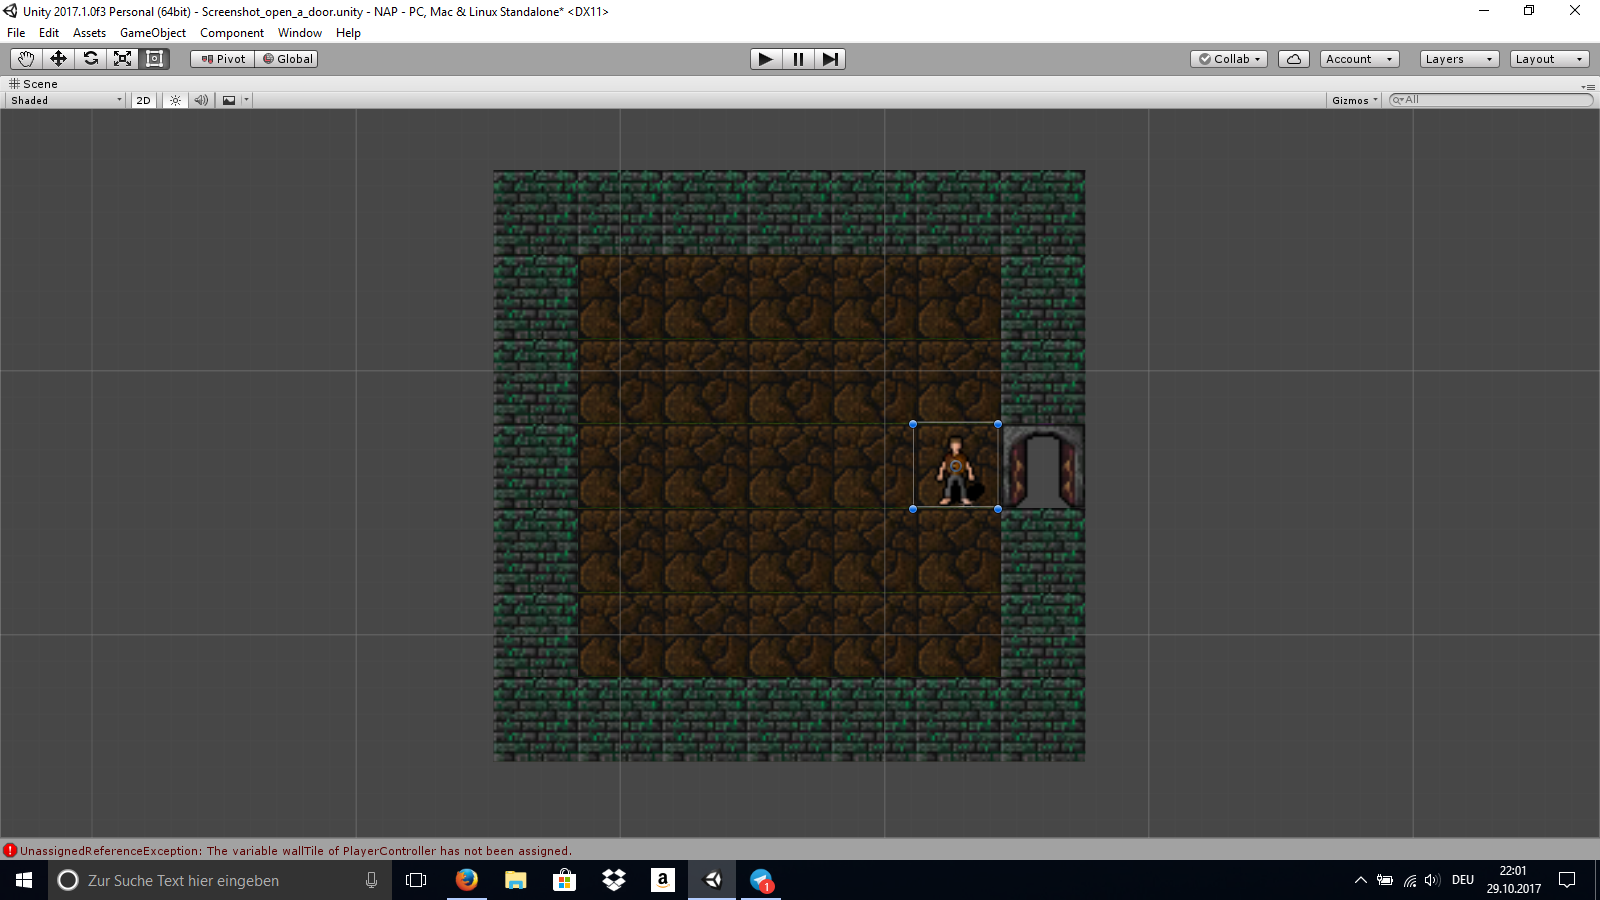 Unity 2017.1.0f3 Personal (64bit) - Screenshot_open_a_door.unity - NAP - PC, Mac & Linux Standalone* <DX11>
File Edit Assets GameObject Component Window Help
Pivot Global Collab Account Layers Layout
Scene
Shaded 2D Gizmos All
UnassignedReferenceException: The variable wallTile of PlayerController has not been assigned.
Zur Suche Text hier eingeben a 1 DEU 22:01
29.10.2017